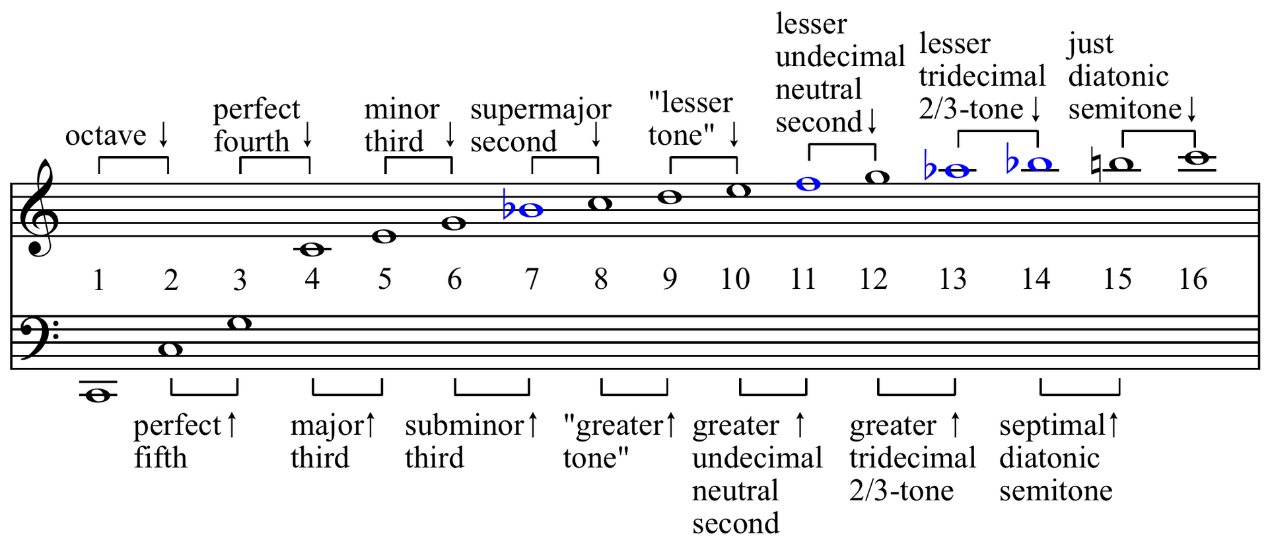 octave ↓
perfect
fourth ↓
minor
third ↓
supermajor
second ↓
"lesser
tone" ↓
lesser
undecimal
neutral
second↓
lesser
tridecimal
2/3-tone↓
just
diatonic
semitone↓
1 2 3 4 5 6 7 8 9 10 11 12 13 14 15 16
perfect↑
fifth
major↑
third
subminor↑
third
"greater↑
tone"
greater ↑
undecimal
neutral
second
greater ↑
tridecimal
2/3-tone
septimal↑
diatonic
semitone